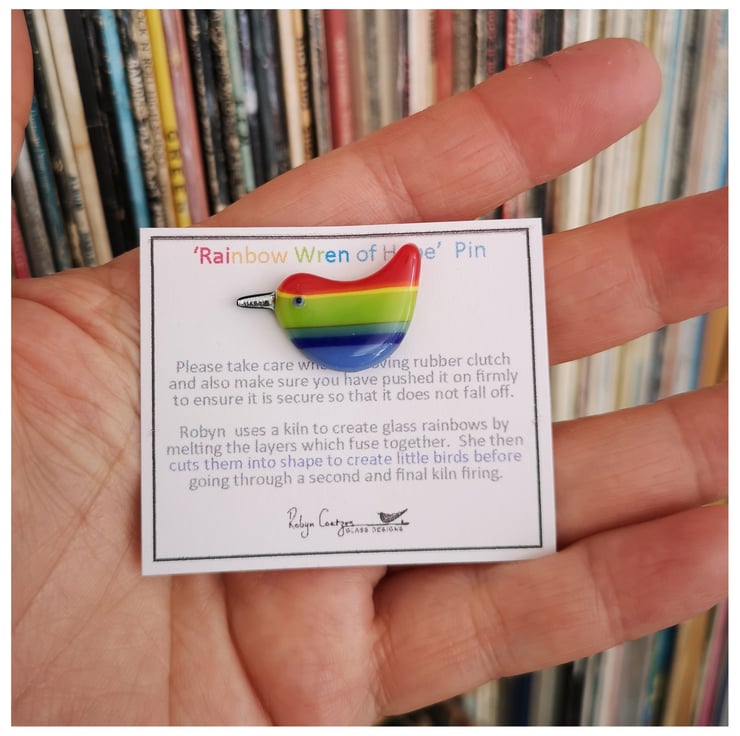 'Rainbow Wren of Pin
Please take care rubber clutch
and also make sure you have pushed it on firmly
to ensure it is secure so that it does not fall off.
Robyn uses a kiln to create glass rainbows by
melting the layers which fuse together. She then
cuts them into shape to create little birds before
going through a second and final kiln firing.
Robyn Coetzee
GLASS DESIGNS